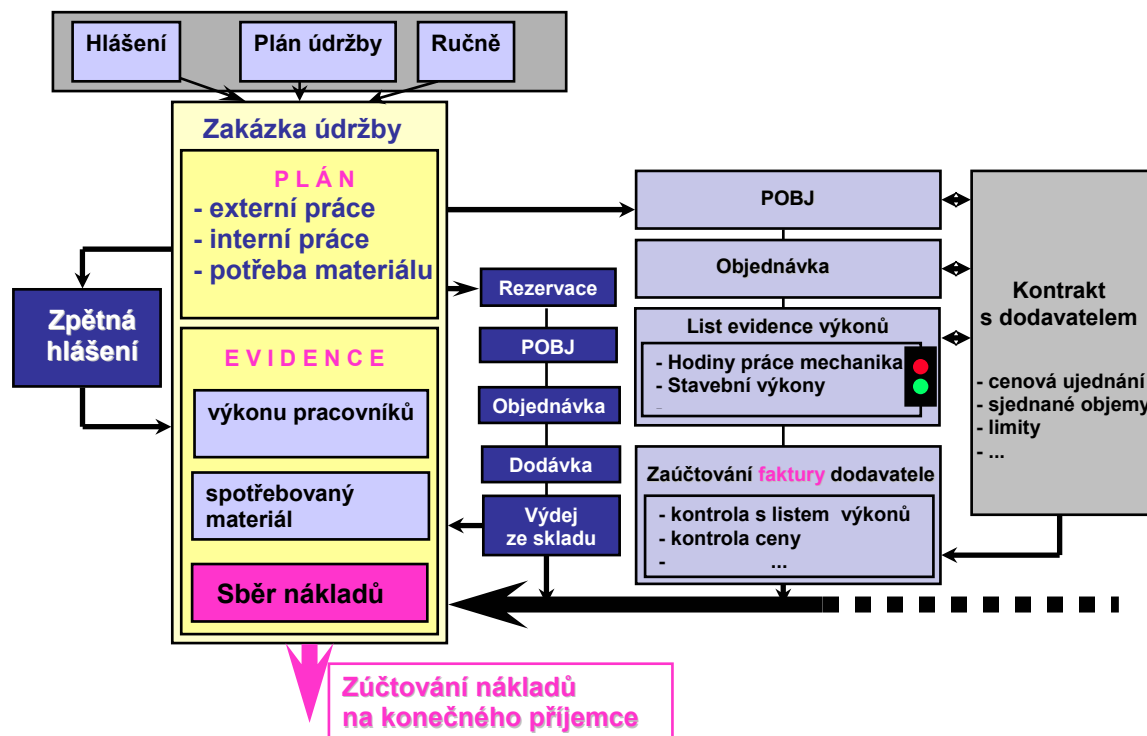 Hlášení
Plán údržby
Ručně
Zakázka údržby
PLÁN
- externí práce
- interní práce
- potřeba materiálu
Zpětná
hlášení
EVIDENCE
výkonu pracovníků
spotřebovaný
materiál
Sběr nákladů
Rezervace
POBJ
Objednávka
Dodávka
Výdej
ze skladu
POBJ
Objednávka
List evidence výkonů
- Hodiny práce mechanika
- Stavební výkony
-
Zaúčtování faktury dodavatele
- kontrola s listem výkonů
- kontrola ceny
- ...
Kontrakt
s dodavatelem
- cenová ujednání
- sjednané objemy
- limity
- ...
Zúčtování nákladů
na konečného příjemce